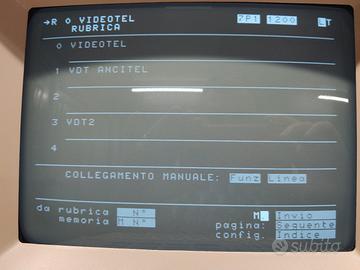 →R 0 VIDEOTEL 7P1 1200 LT
RUBRICA
0 VIDEOTEL
1 VDT ANCITEL
2
3 VDT2
4
COLLEGAMENTO MANUALE: Funz Linea
da rubrica N° M Invio
memoria M N° pagina: Seguente
config. Indice
subito